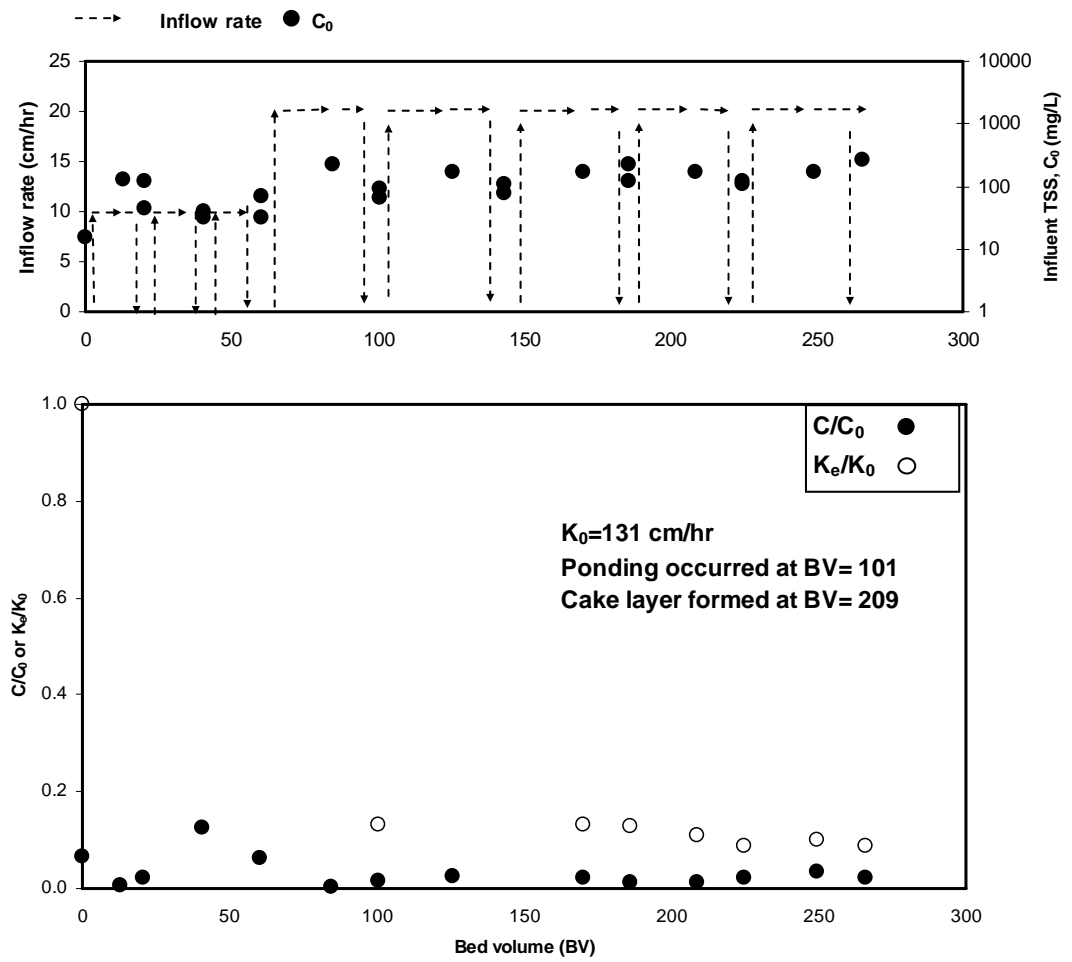 Inflow rate C₀
25
20
15
10
5
0
Inflow rate (cm/hr)
10000
1000
100
10
1
Influent TSS, C₀ (mg/L)
0 50 100 150 200 250 300
1.0
0.8
0.6
0.4
0.2
0.0
C/C₀ or Kₑ/K₀
C/C₀
Kₑ/K₀
K₀=131 cm/hr
Ponding occurred at BV= 101
Cake layer formed at BV= 209
0 50 100 150 200 250 300
Bed volume (BV)